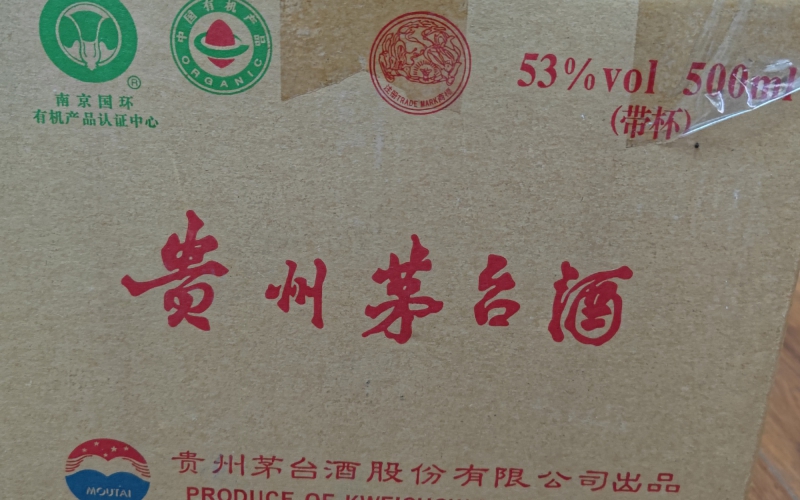 南京国环
有机产品认证中心
中国有机产品
ORGANIC
TRADE MARK
53%vol 500ml
(带杯)
贵州茅台酒
MOUTAI
贵州茅台酒股份有限公司出品
PRODUCE OF